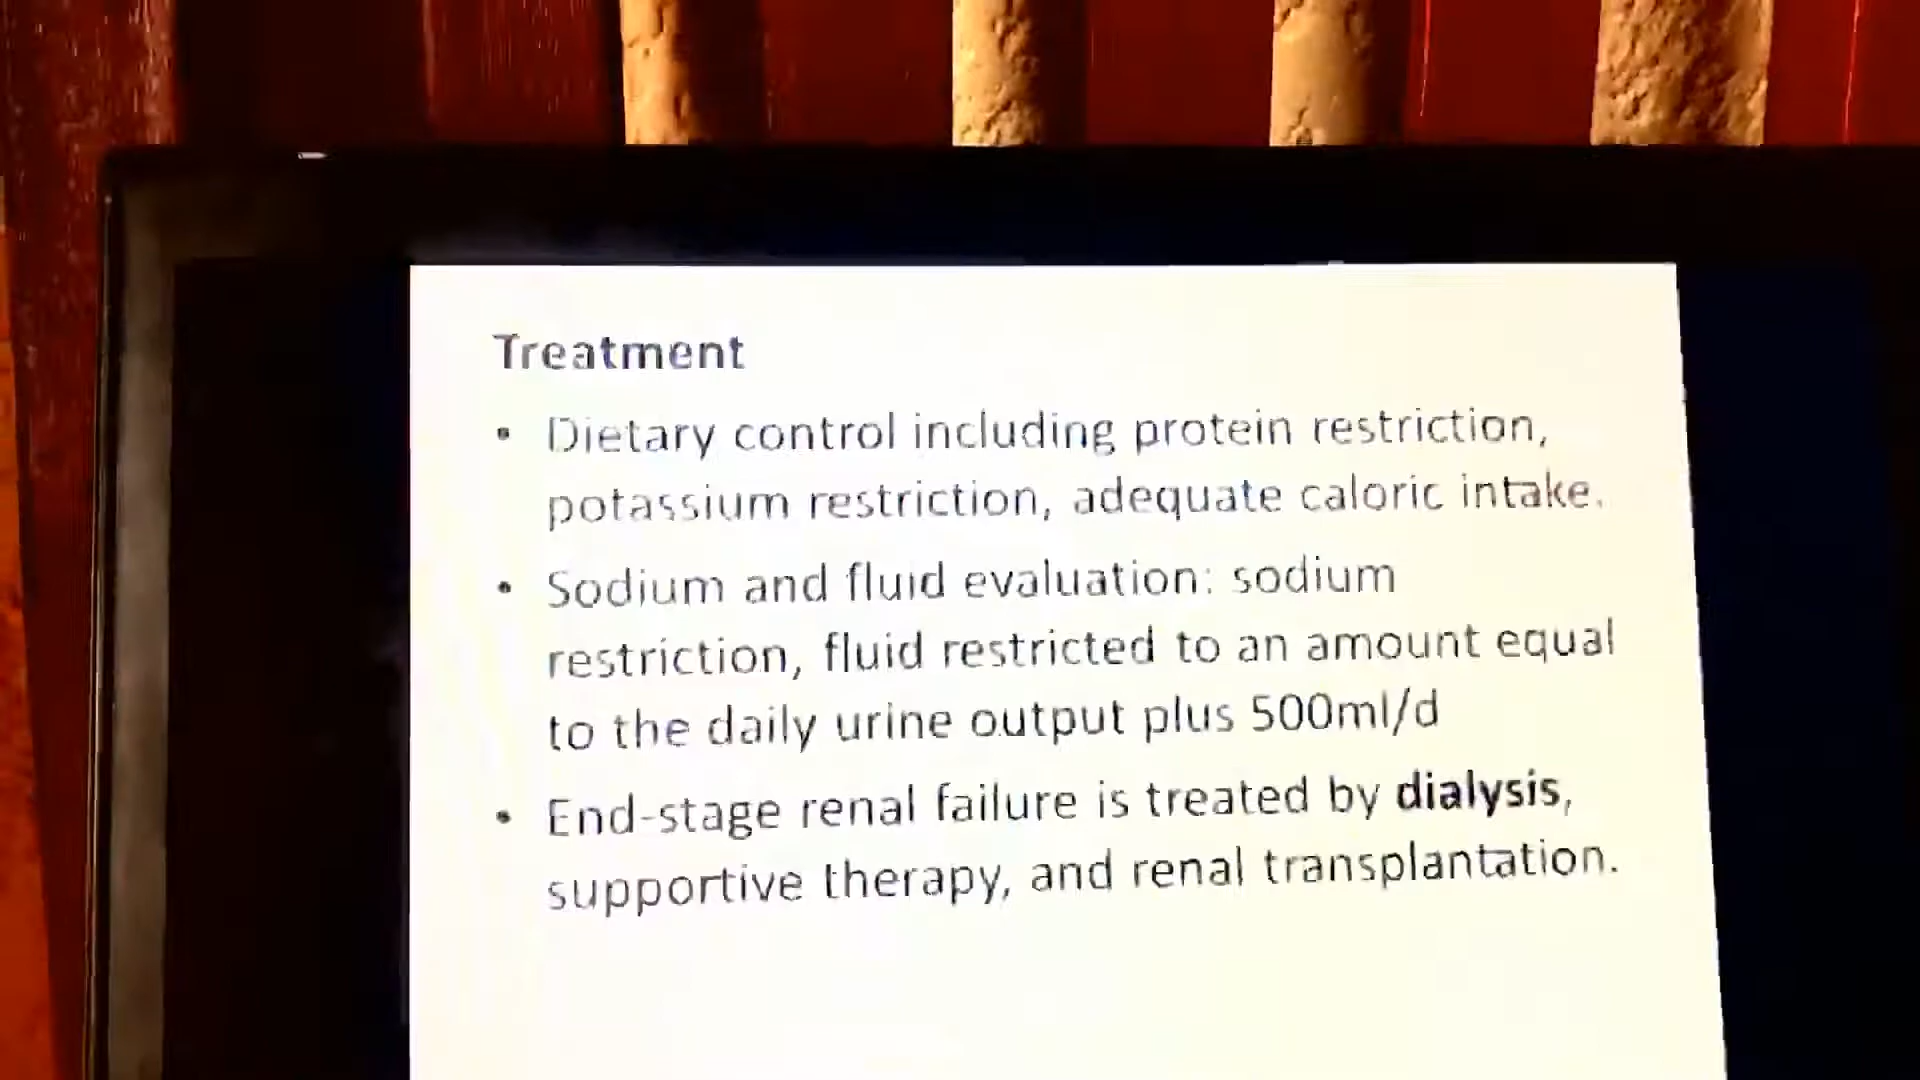 Treatment
• Dietary control including protein restriction,
potassium restriction, adequate caloric intake.
• Sodium and fluid evaluation: sodium
restriction, fluid restricted to an amount equal
to the daily urine output plus 500ml/d
• End-stage renal failure is treated by dialysis,
supportive therapy, and renal transplantation.